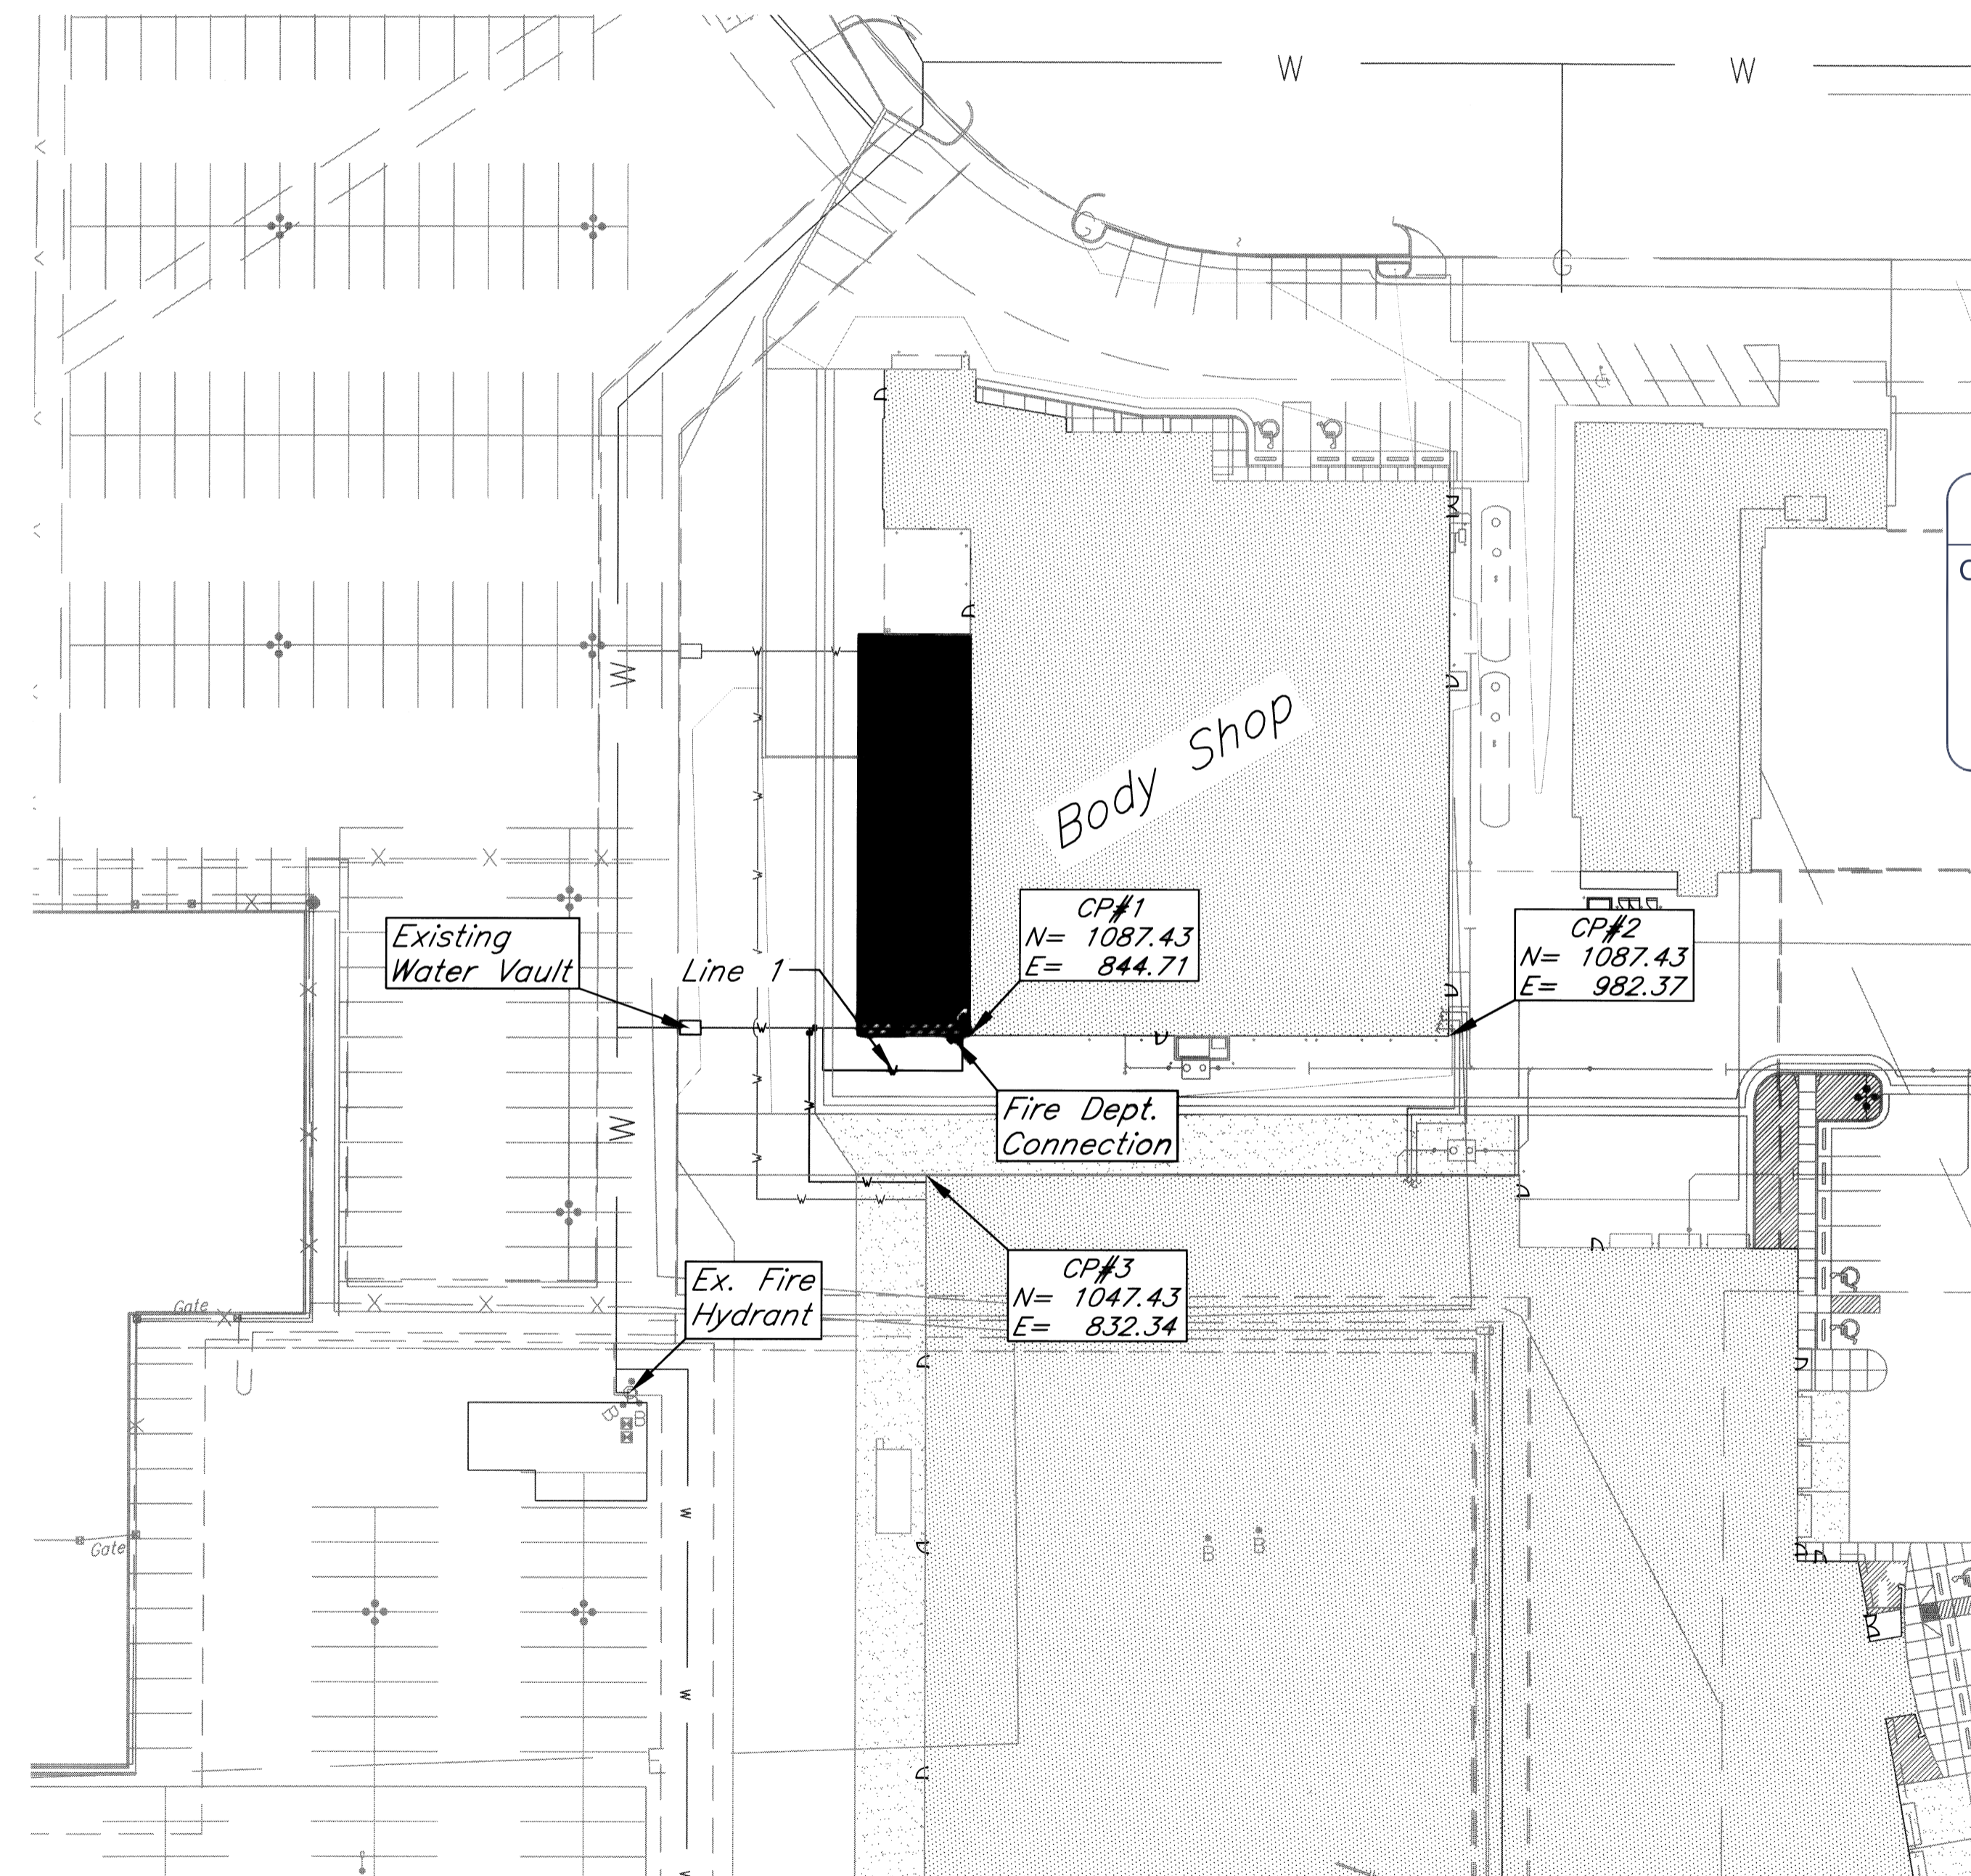 W
W
G
G
W
W
W
Body Shop
CP#1
N= 1087.43
E= 844.71
CP#2
N= 1087.43
E= 982.37
Existing
Water Vault
Line 1
W
X
X
X
X
W
W
Fire Dept.
Connection
W
W
W
X
X
W
W
W
W
CP#3
N= 1047.43
E= 832.34
Ex. Fire
Hydrant
Gate
X
X
X
X
X
B
B
Gate
W
B
B
W